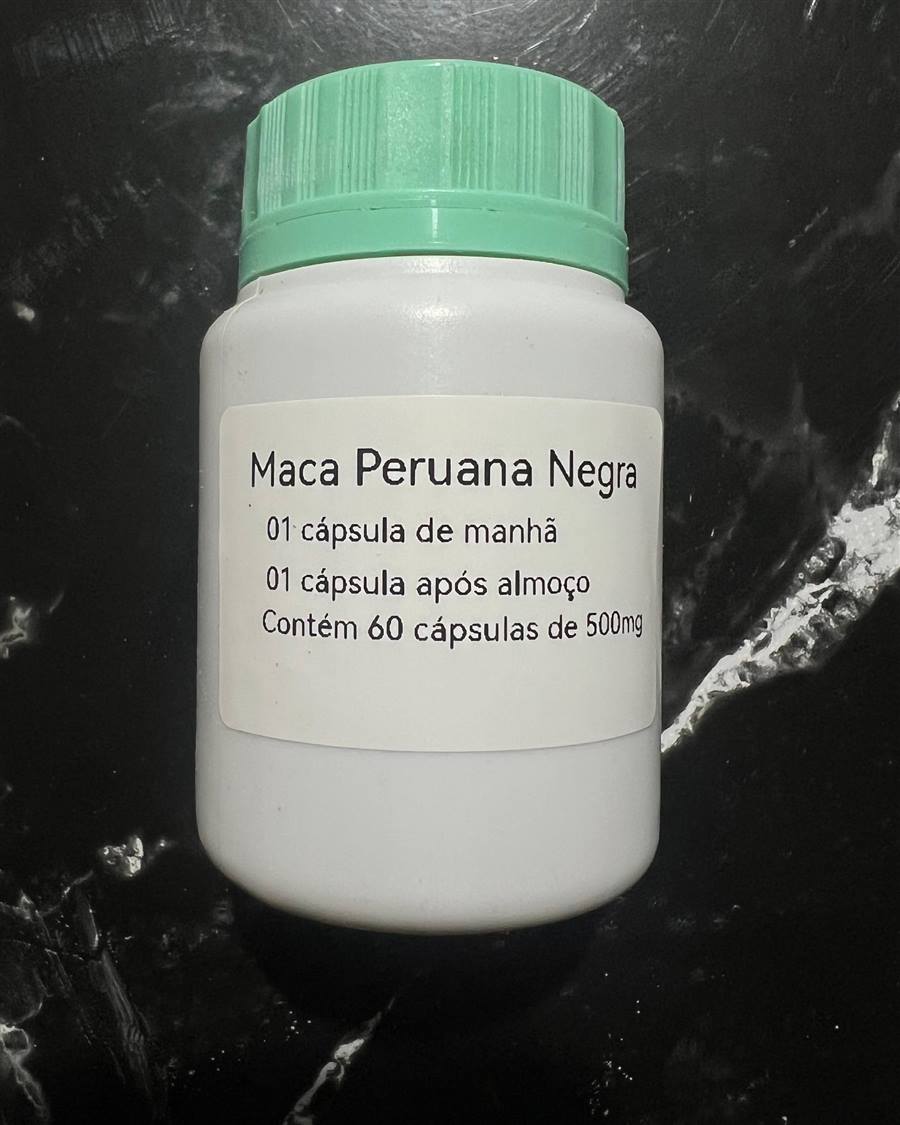 Maca Peruana Negra
01 cápsula de manhã
01 cápsula após almoço
Contém 60 cápsulas de 500mg